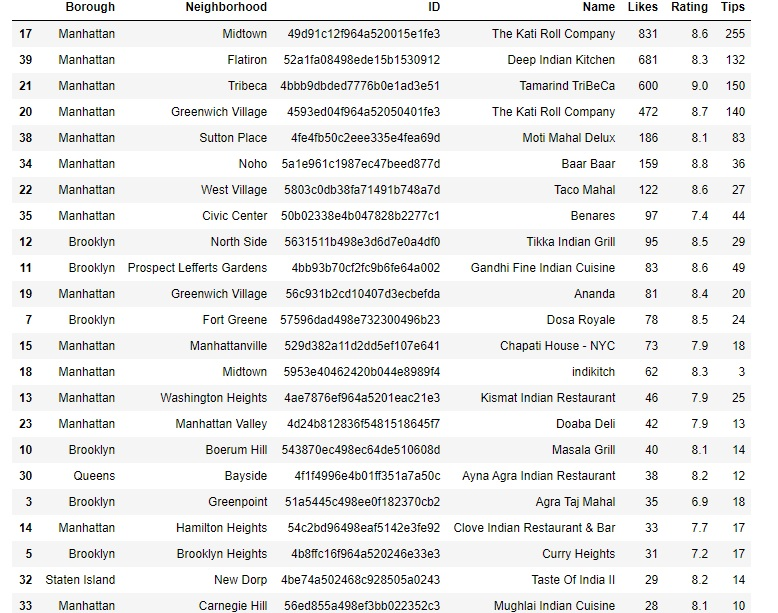 Borough Neighborhood ID Name Likes Rating Tips
17 Manhattan Midtown 49d91c12f964a520015e1fe3 The Kati Roll Company 831 8.6 255
39 Manhattan Flatiron 52a1fa08498ede15b1530912 Deep Indian Kitchen 681 8.3 132
21 Manhattan Tribeca 4bbb9dbded7776b0e1ad3e51 Tamarind TriBeCa 600 9.0 150
20 Manhattan Greenwich Village 4593ed04f964a52050401fe3 The Kati Roll Company 472 8.7 140
38 Manhattan Sutton Place 4fe4fb50c2eee335e4fea69d Moti Mahal Delux 186 8.1 83
34 Manhattan Noho 5a1e961c1987ec47beed877d Baar Baar 159 8.8 36
22 Manhattan West Village 5803c0db38fa71491b748a7d Taco Mahal 122 8.6 27
35 Manhattan Civic Center 50b02338e4b047828b2277c1 Benares 97 7.4 44
12 Brooklyn North Side 5631511b498e3d6d7e0a4df0 Tikka Indian Grill 95 8.5 29
11 Brooklyn Prospect Lefferts Gardens 4bb93b70cf2fc9b6fe64a002 Gandhi Fine Indian Cuisine 83 8.6 49
19 Manhattan Greenwich Village 56c931b2cd10407d3ecbefda Ananda 81 8.4 20
7 Brooklyn Fort Greene 57596dad498e732300496b23 Dosa Royale 78 8.5 24
15 Manhattan Manhattanville 529d382a11d2dd5ef107e641 Chapati House - NYC 73 7.9 18
18 Manhattan Midtown 5953e40462420b044e8989f4 indikitch 62 8.3 3
13 Manhattan Washington Heights 4ae7876ef964a5201eac21e3 Kismat Indian Restaurant 46 7.9 25
23 Manhattan Manhattan Valley 4d24b812836f5481518645f7 Doaba Deli 42 7.9 13
10 Brooklyn Boerum Hill 543870ec498ec64de510608d Masala Grill 40 8.1 14
30 Queens Bayside 4f1f4996e4b01ff351a7a50c Ayna Agra Indian Restaurant 38 8.2 12
3 Brooklyn Greenpoint 51a5445c498ee0f182370cb2 Agra Taj Mahal 35 6.9 18
14 Manhattan Hamilton Heights 54c2bd96498eaf5142e3fe92 Clove Indian Restaurant & Bar 33 7.7 17
5 Brooklyn Brooklyn Heights 4b8ffc16f964a520246e33e3 Curry Heights 31 7.2 17
32 Staten Island New Dorp 4be74a502468c928505a0243 Taste Of India II 29 8.2 14
33 Manhattan Carnegie Hill 56ed855a498ef3bb022352c3 Mughlai Indian Cuisine 28 8.1 10